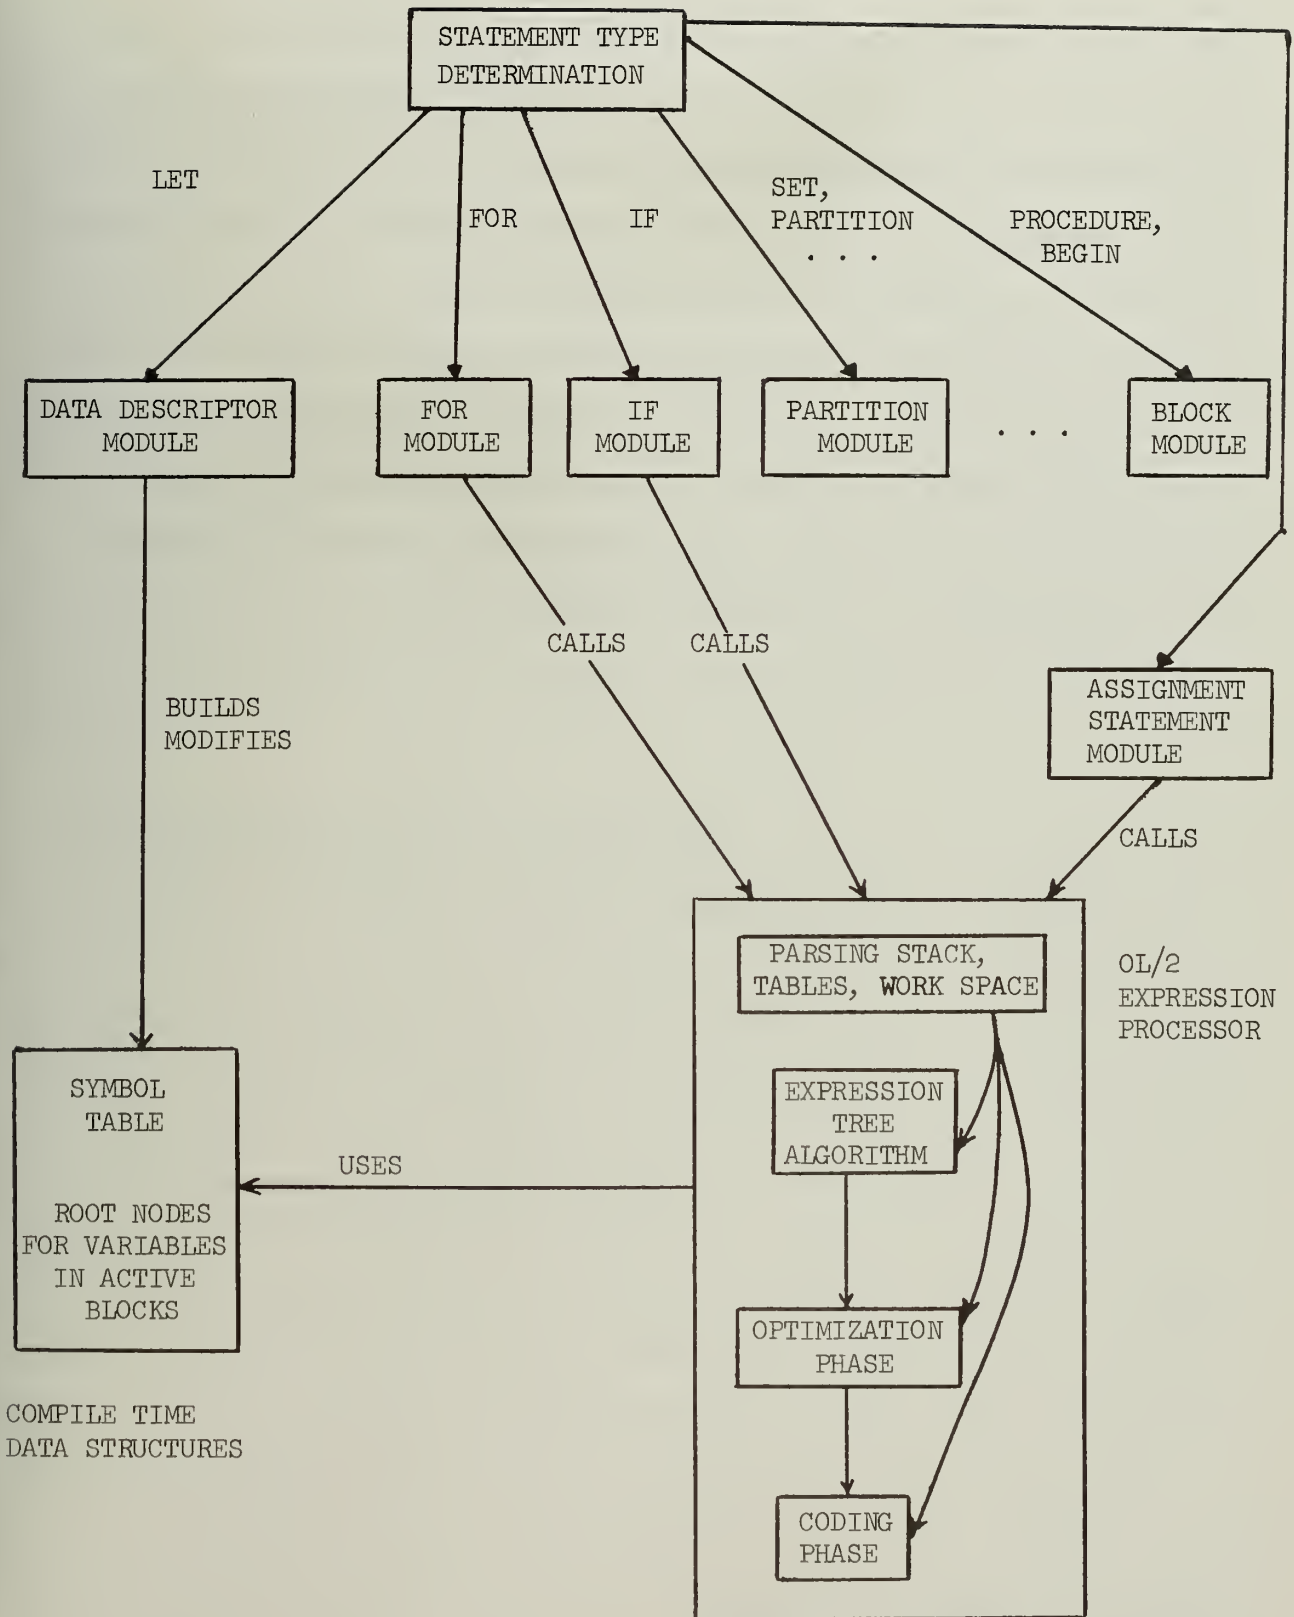 STATEMENT TYPE
DETERMINATION
LET
FOR
IF
SET,
PARTITION
. . .
PROCEDURE,
BEGIN
DATA DESCRIPTOR
MODULE
FOR
MODULE
IF
MODULE
PARTITION
MODULE
. . .
BLOCK
MODULE
CALLS
CALLS
ASSIGNMENT
STATEMENT
MODULE
BUILDS
MODIFIES
CALLS
PARSING STACK,
TABLES, WORK SPACE
OL/2
EXPRESSION
PROCESSOR
EXPRESSION
TREE
ALGORITHM
SYMBOL
TABLE
ROOT NODES
FOR VARIABLES
IN ACTIVE
BLOCKS
USES
OPTIMIZATION
PHASE
COMPILE TIME
DATA STRUCTURES
CODING
PHASE